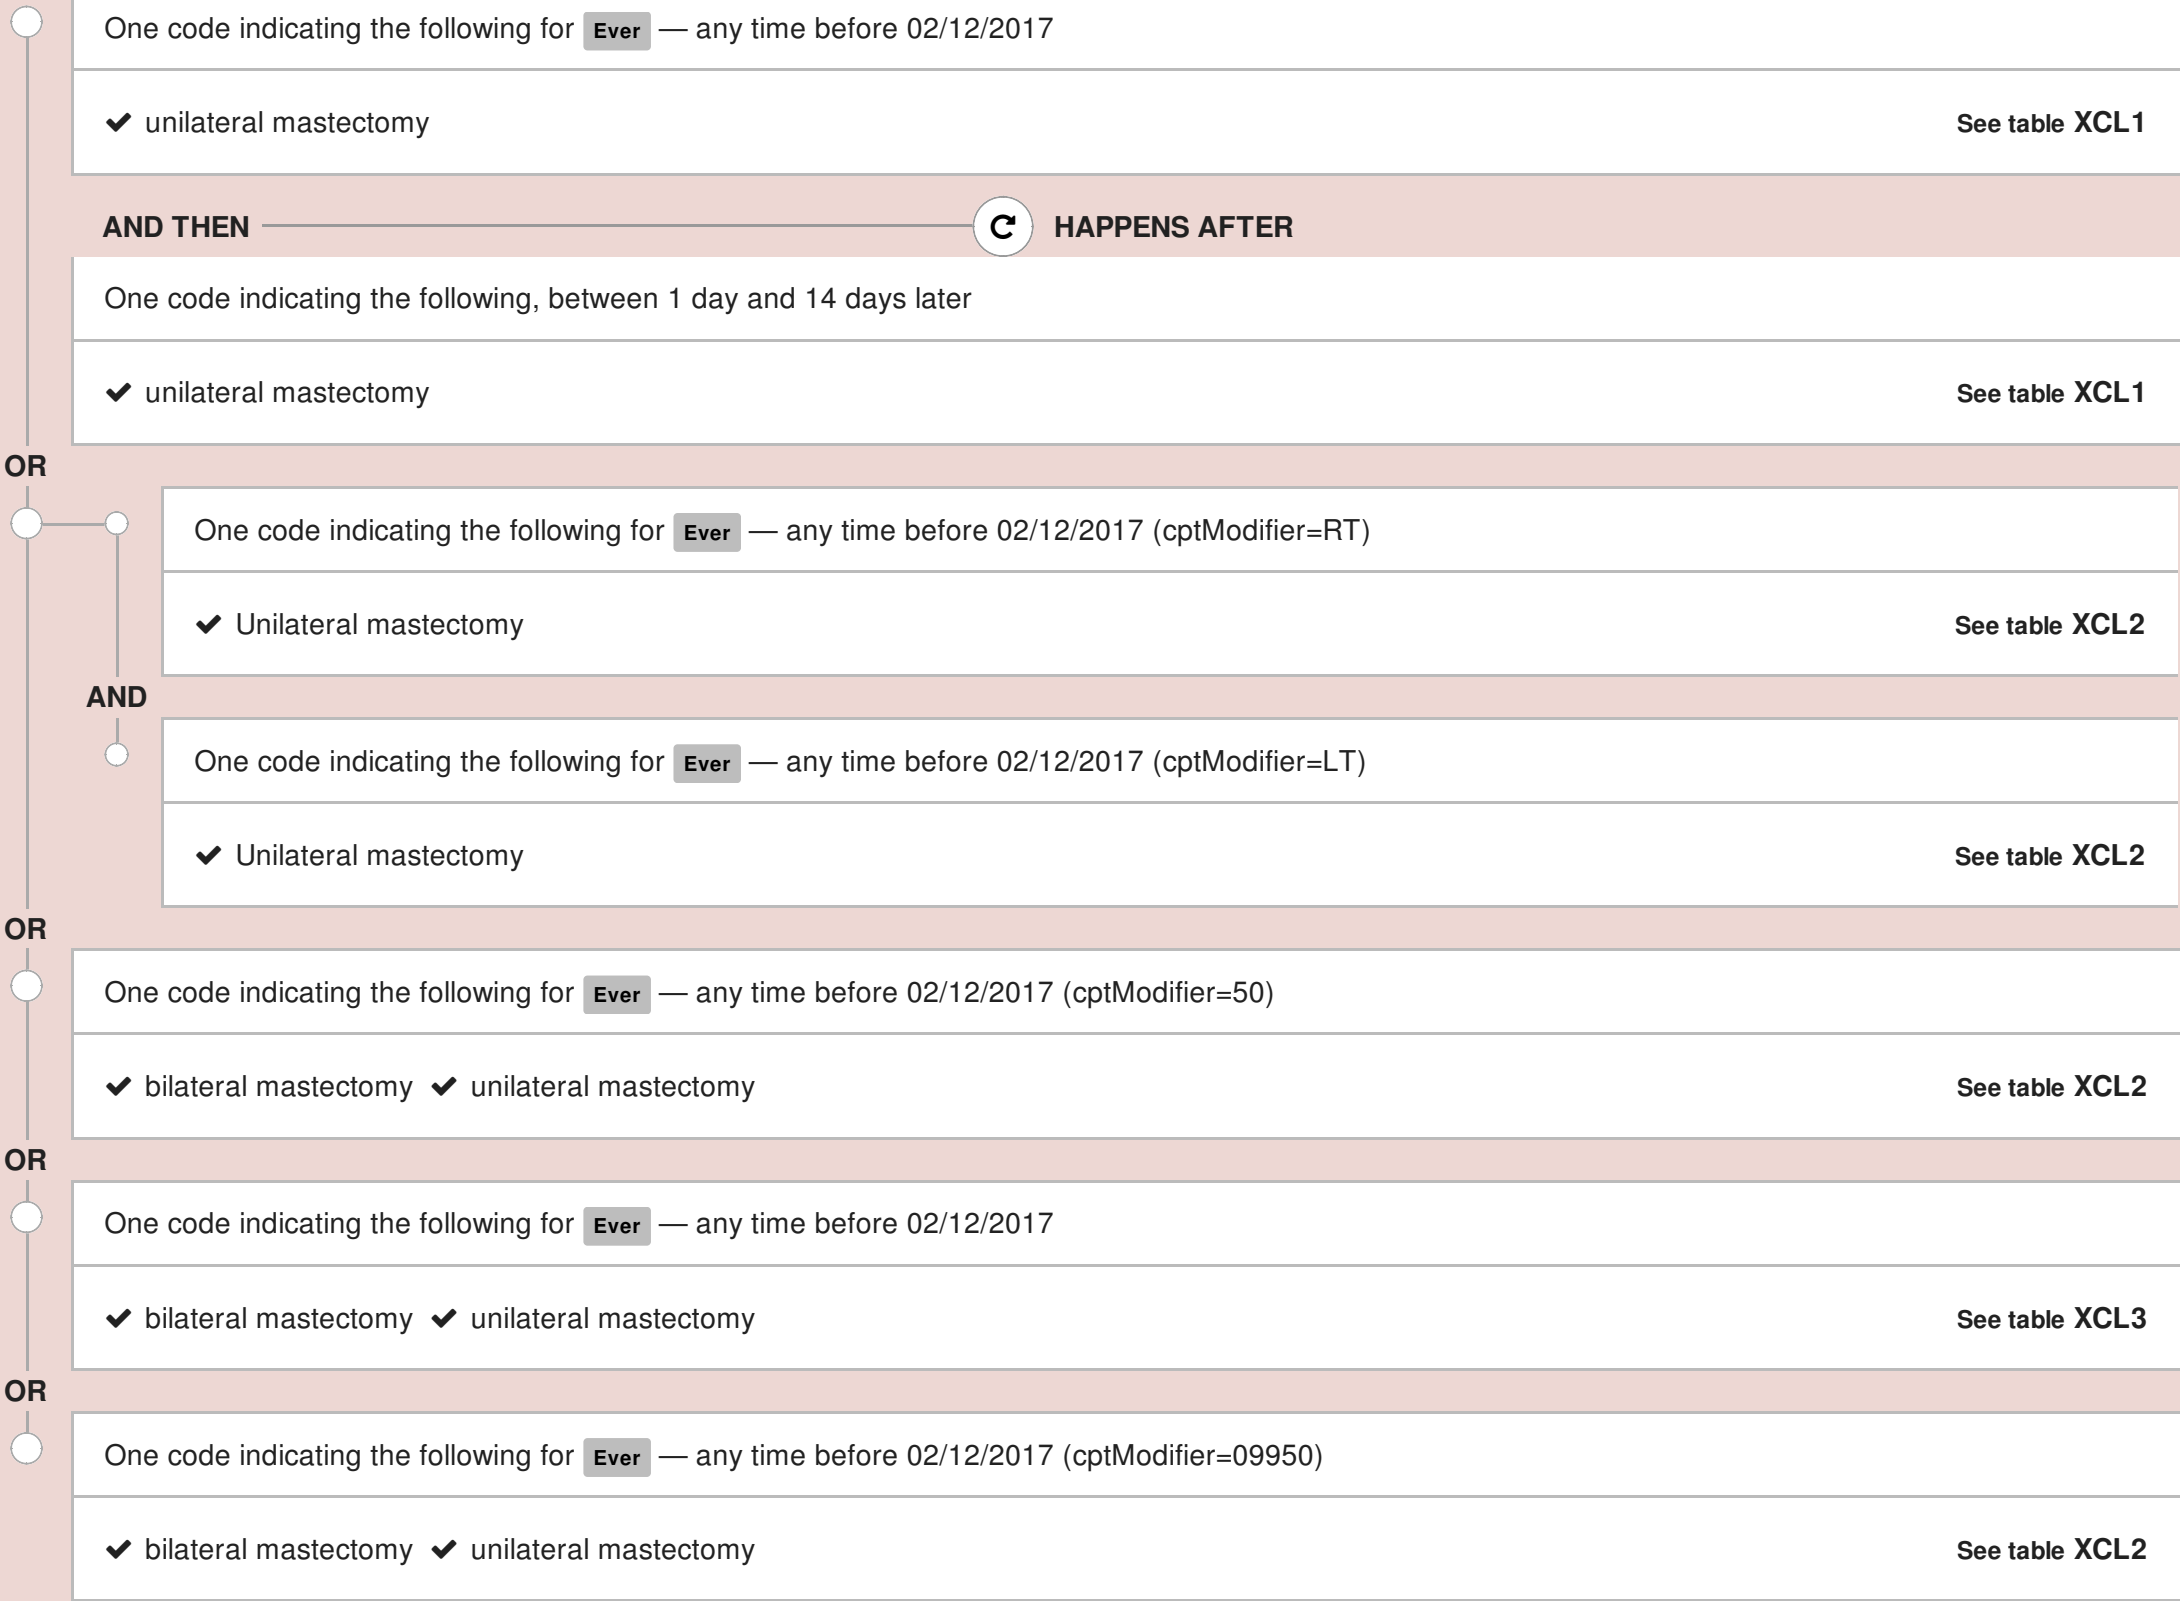 One code indicating the following for Ever — any time before 02/12/2017
unilateral mastectomy See table XCL1
AND THEN HAPPENS AFTER
One code indicating the following, between 1 day and 14 days later
unilateral mastectomy See table XCL1
OR
One code indicating the following for Ever — any time before 02/12/2017 (cptModifier=RT)
Unilateral mastectomy See table XCL2
AND
One code indicating the following for Ever — any time before 02/12/2017 (cptModifier=LT)
Unilateral mastectomy See table XCL2
OR
One code indicating the following for Ever — any time before 02/12/2017 (cptModifier=50)
bilateral mastectomy unilateral mastectomy See table XCL2
OR
One code indicating the following for Ever — any time before 02/12/2017
bilateral mastectomy unilateral mastectomy See table XCL3
OR
One code indicating the following for Ever — any time before 02/12/2017 (cptModifier=09950)
bilateral mastectomy unilateral mastectomy See table XCL2